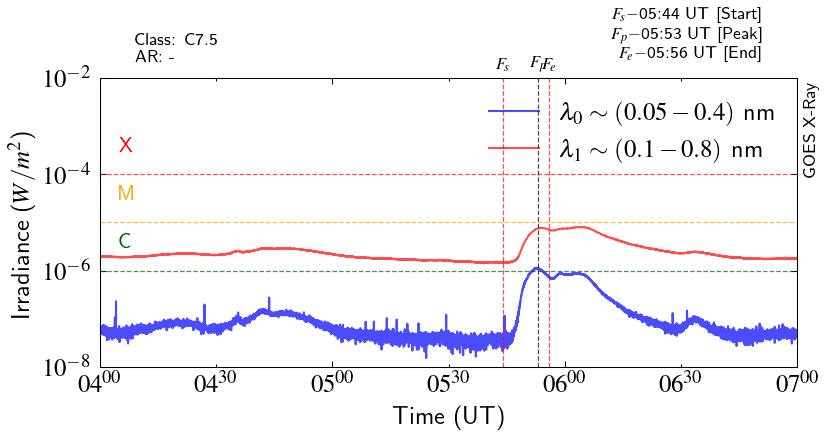 Fs−05:44 UT [Start]
Class: C7.5
Fp−05:53 UT [Peak]
AR: -
Fe−05:56 UT [End]
Fs Fp Fe
10⁻²
λ₀ ∼ (0.05 – 0.4) nm
λ₁ ∼ (0.1 – 0.8) nm
GOES X-Ray
X
10⁻⁴
M
C
10⁻⁶
10⁻⁸
Irradiance (W/m²)
04⁰⁰ 04³⁰ 05⁰⁰ 05³⁰ 06⁰⁰ 06³⁰ 07⁰⁰
Time (UT)